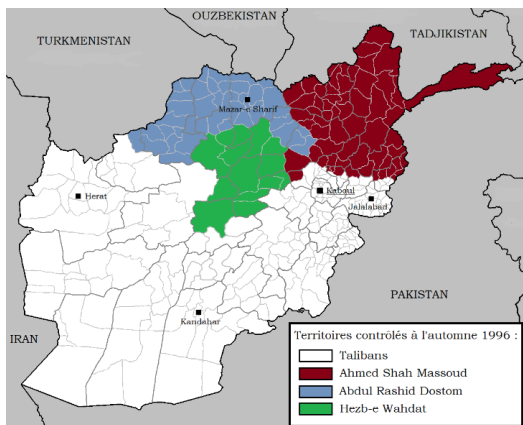 OUZBEKISTAN
TURKMENISTAN
TADJIKISTAN
Mazar-e Sharif
Herat
Kaboul
Jalalabad
Kandahar
PAKISTAN
IRAN
Territoires contrôlés à l'automne 1996 :
Talibans
Ahmed Shah Massoud
Abdul Rashid Dostom
Hezb-e Wahdat